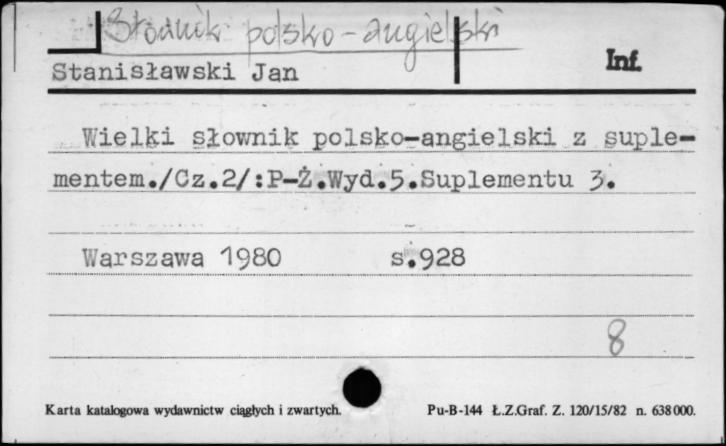 Słownik polsko-angielski
Stanisławski Jan
Inf.
Wielki słownik polsko-angielski z suple-
mentem./Cz.2/:P-Ż.Wyd.5.Suplementu 3.
Warszawa 1980 s.928
8
Karta katalogowa wydawnictw ciągłych i zwartych.
Pu-B-144 Ł.Z.Graf. Z. 120/15/82 n. 638000.